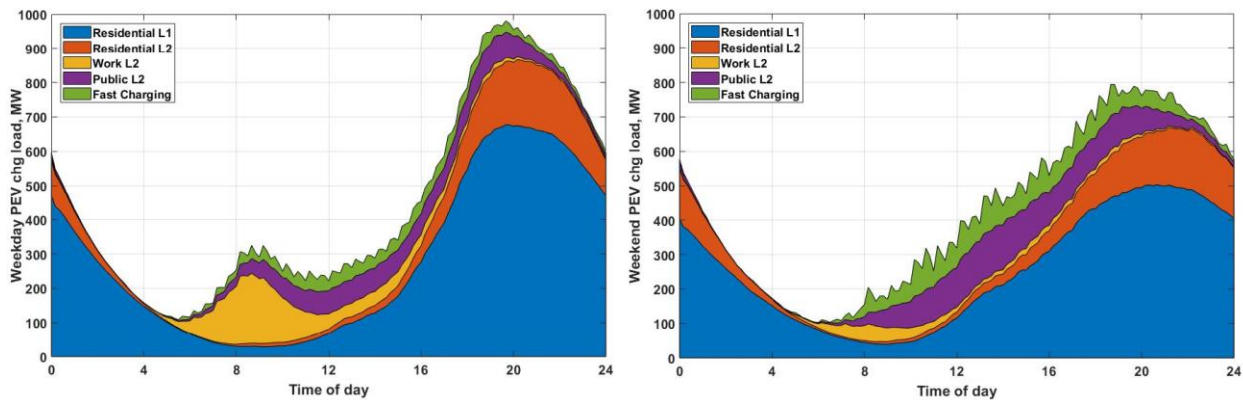 Weekday PEV chg load, MW
1000
900
800
700
600
500
400
300
200
100
0
Residential L1
Residential L2
Work L2
Public L2
Fast Charging
0 4 8 12 16 20 24
Time of day
Weekend PEV chg load, MW
1000
900
800
700
600
500
400
300
200
100
0
Residential L1
Residential L2
Work L2
Public L2
Fast Charging
0 4 8 12 16 20 24
Time of day